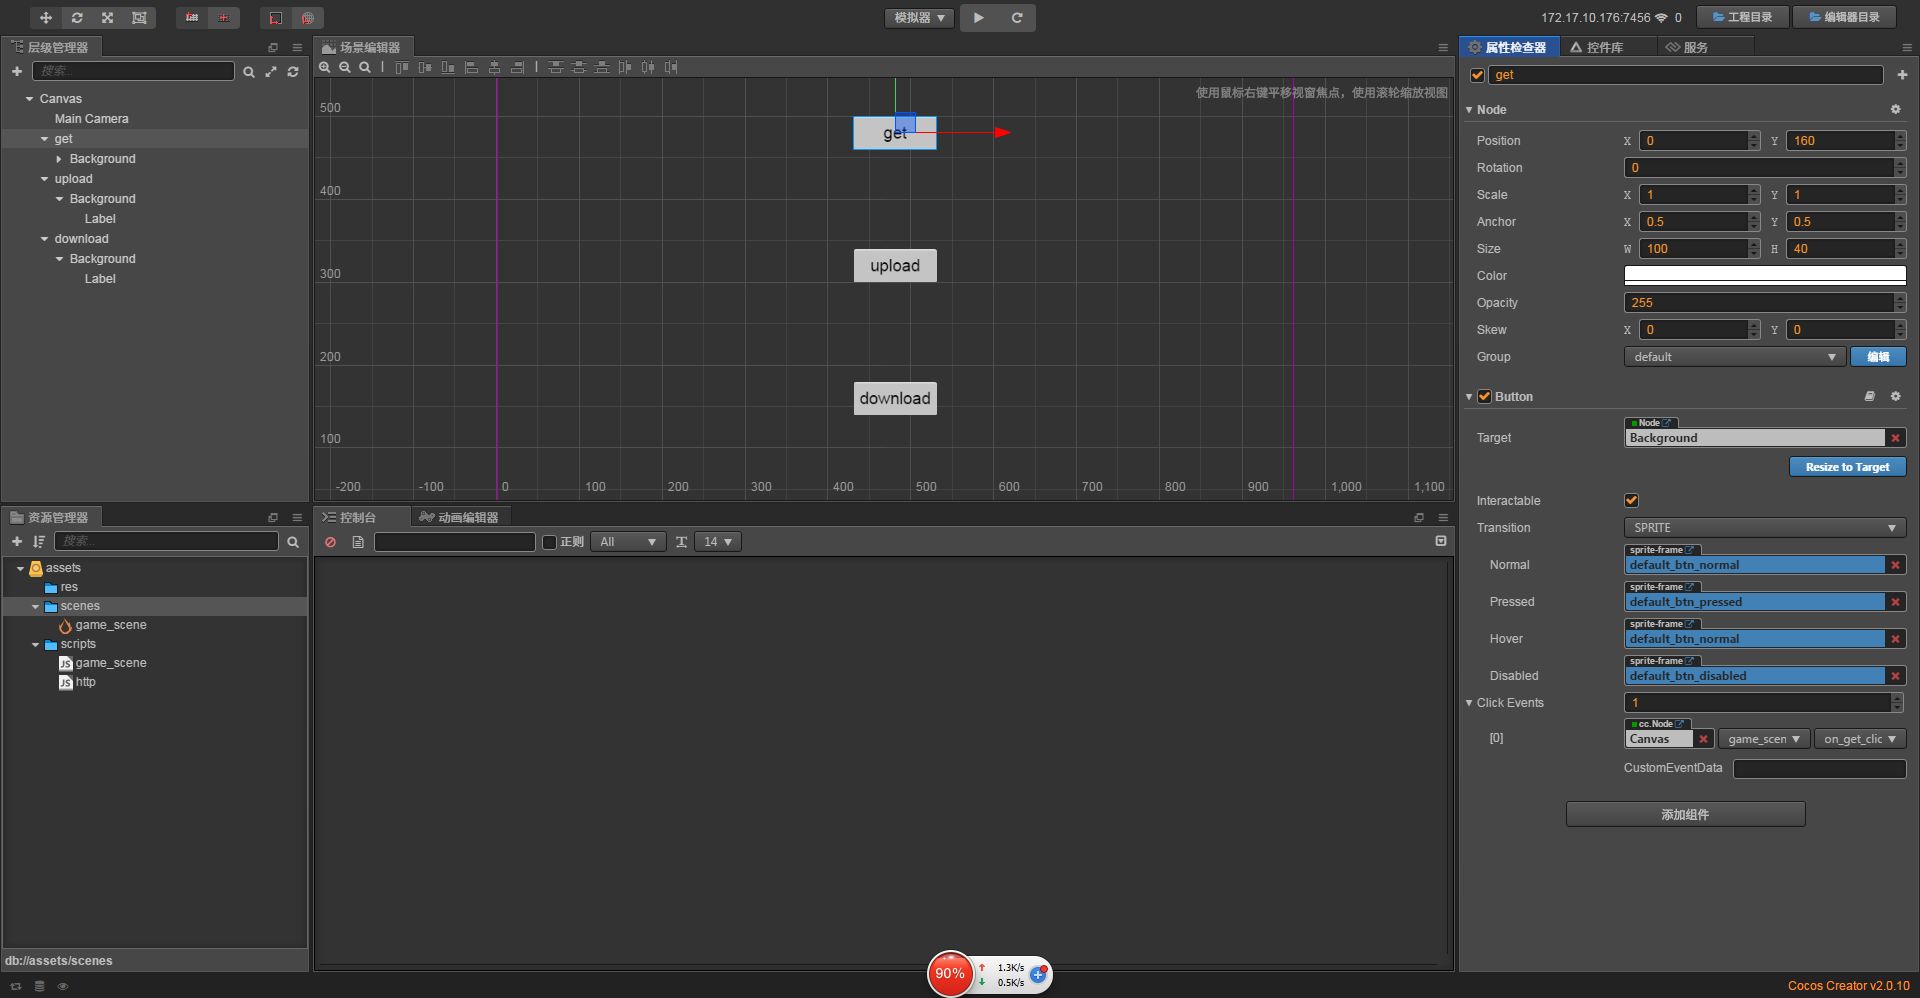 模拟器
172.17.10.176:7456 0
工程目录
编辑器目录
层级管理器
搜索...
Canvas
Main Camera
get
Background
upload
Background
Label
download
Background
Label
场景编辑器
使用鼠标右键平移视窗焦点，使用滚轮缩放视图
500
400
300
200
100
-200 -100 0 100 200 300 400 500 600 700 800 900 1,000 1,100
get
upload
download
资源管理器
搜索...
assets
res
scenes
game_scene
scripts
game_scene
http
db://assets/scenes
控制台
动画编辑器
正则
All
14
90%
1.3K/s
0.5K/s
属性检查器
控件库
服务
get
Node
Position X 0 Y 160
Rotation 0
Scale X 1 Y 1
Anchor X 0.5 Y 0.5
Size W 100 H 40
Color
Opacity 255
Skew X 0 Y 0
Group default 编辑
Button
Node
Target Background
Resize to Target
Interactable
Transition SPRITE
sprite-frame
Normal default_btn_normal
sprite-frame
Pressed default_btn_pressed
sprite-frame
Hover default_btn_normal
sprite-frame
Disabled default_btn_disabled
Click Events 1
cc.Node
[0] Canvas game_scen on_get_clic
CustomEventData
添加组件
Cocos Creator v2.0.10